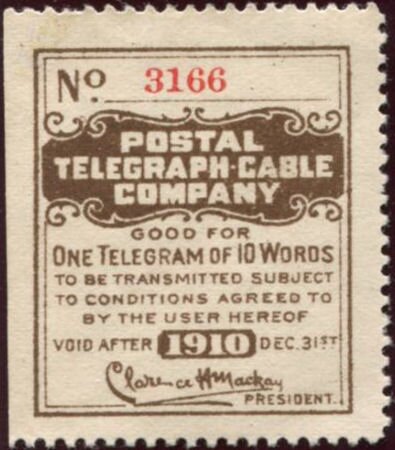 No. 3166
POSTAL
TELEGRAPH-CABLE
COMPANY
GOOD FOR
ONE TELEGRAM OF 10 WORDS
TO BE TRANSMITTED SUBJECT
TO CONDITIONS AGREED TO
BY THE USER HEREOF
VOID AFTER 1910 DEC. 31ST
Clarence H Mackay
PRESIDENT.